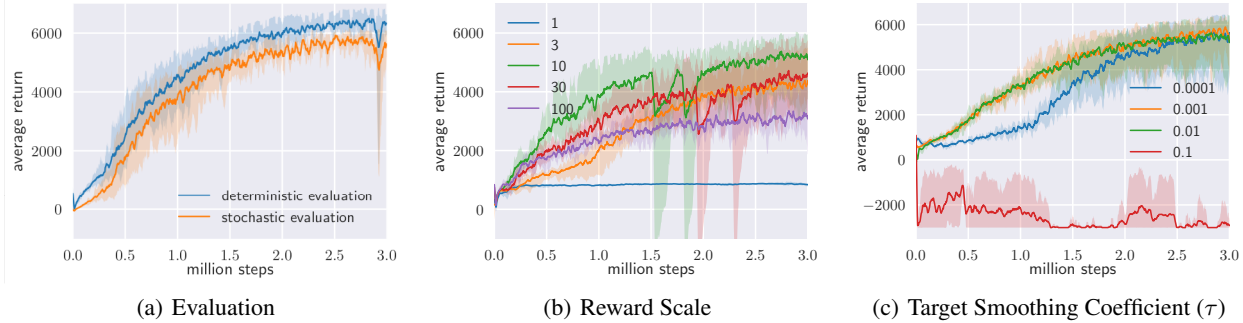 6000
4000
2000
0
average return
deterministic evaluation
stochastic evaluation
0.0 0.5 1.0 1.5 2.0 2.5 3.0
million steps
(a) Evaluation
6000
4000
2000
0
average return
1
3
10
30
100
0.0 0.5 1.0 1.5 2.0 2.5 3.0
million steps
(b) Reward Scale
6000
4000
2000
0
−2000
average return
0.0001
0.001
0.01
0.1
0.0 0.5 1.0 1.5 2.0 2.5 3.0
million steps
(c) Target Smoothing Coefficient (τ)